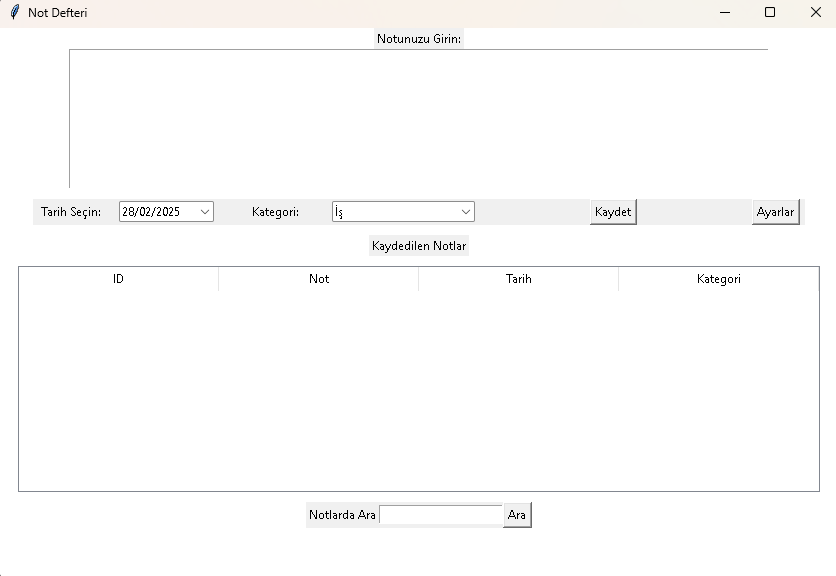 Not Defteri
Notunuzu Girin:
Tarih Seçin: 28/02/2025 Kategori: İş Kaydet Ayarlar
Kaydedilen Notlar
ID Not Tarih Kategori
Notlarda Ara Ara